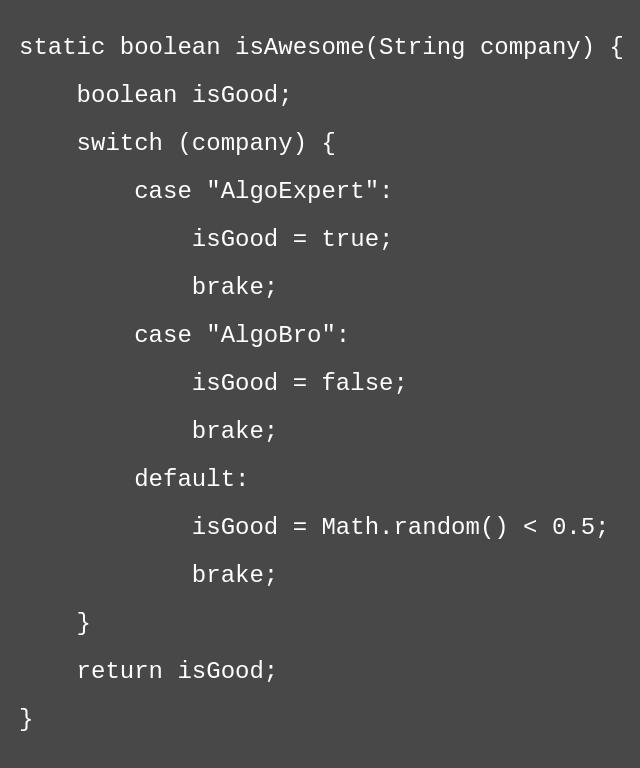 static boolean isAwesome(String company) {
    boolean isGood;
    switch (company) {
        case "AlgoExpert":
            isGood = true;
            brake;
        case "AlgoBro":
            isGood = false;
            brake;
        default:
            isGood = Math.random() < 0.5;
            brake;
    }
    return isGood;
}